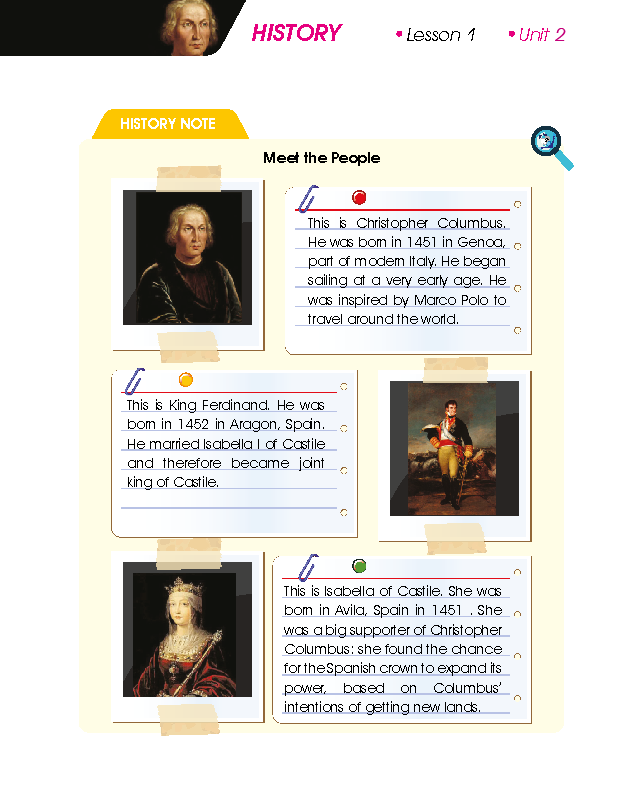 HISTORY • Lesson 1 • Unit 2
HISTORY NOTE
Meet the People
This is Christopher Columbus.
He was born in 1451 in Genoa,
part of modern Italy. He began
sailing at a very early age. He
was inspired by Marco Polo to
travel around the world.
This is King Ferdinand. He was
born in 1452 in Aragon, Spain.
He married Isabella I of Castile
and therefore became joint
king of Castile.
This is Isabella of Castile. She was
born in Avila, Spain in 1451 . She
was a big supporter of Christopher
Columbus: she found the chance
for the Spanish crown to expand its
power, based on Columbus'
intentions of getting new lands.